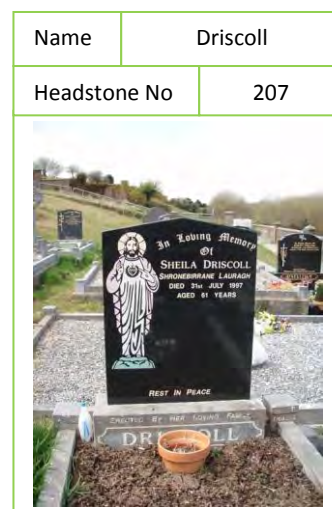 Name Driscoll
Headstone No 207
In Loving Memory
Of
SHEILA DRISCOLL
SHRONEBIRRANE LAURAGH
DIED 31st JULY 1997
AGED 61 YEARS
REST IN PEACE
ERECTED BY HER LOVING FAMILY
DRISCOLL